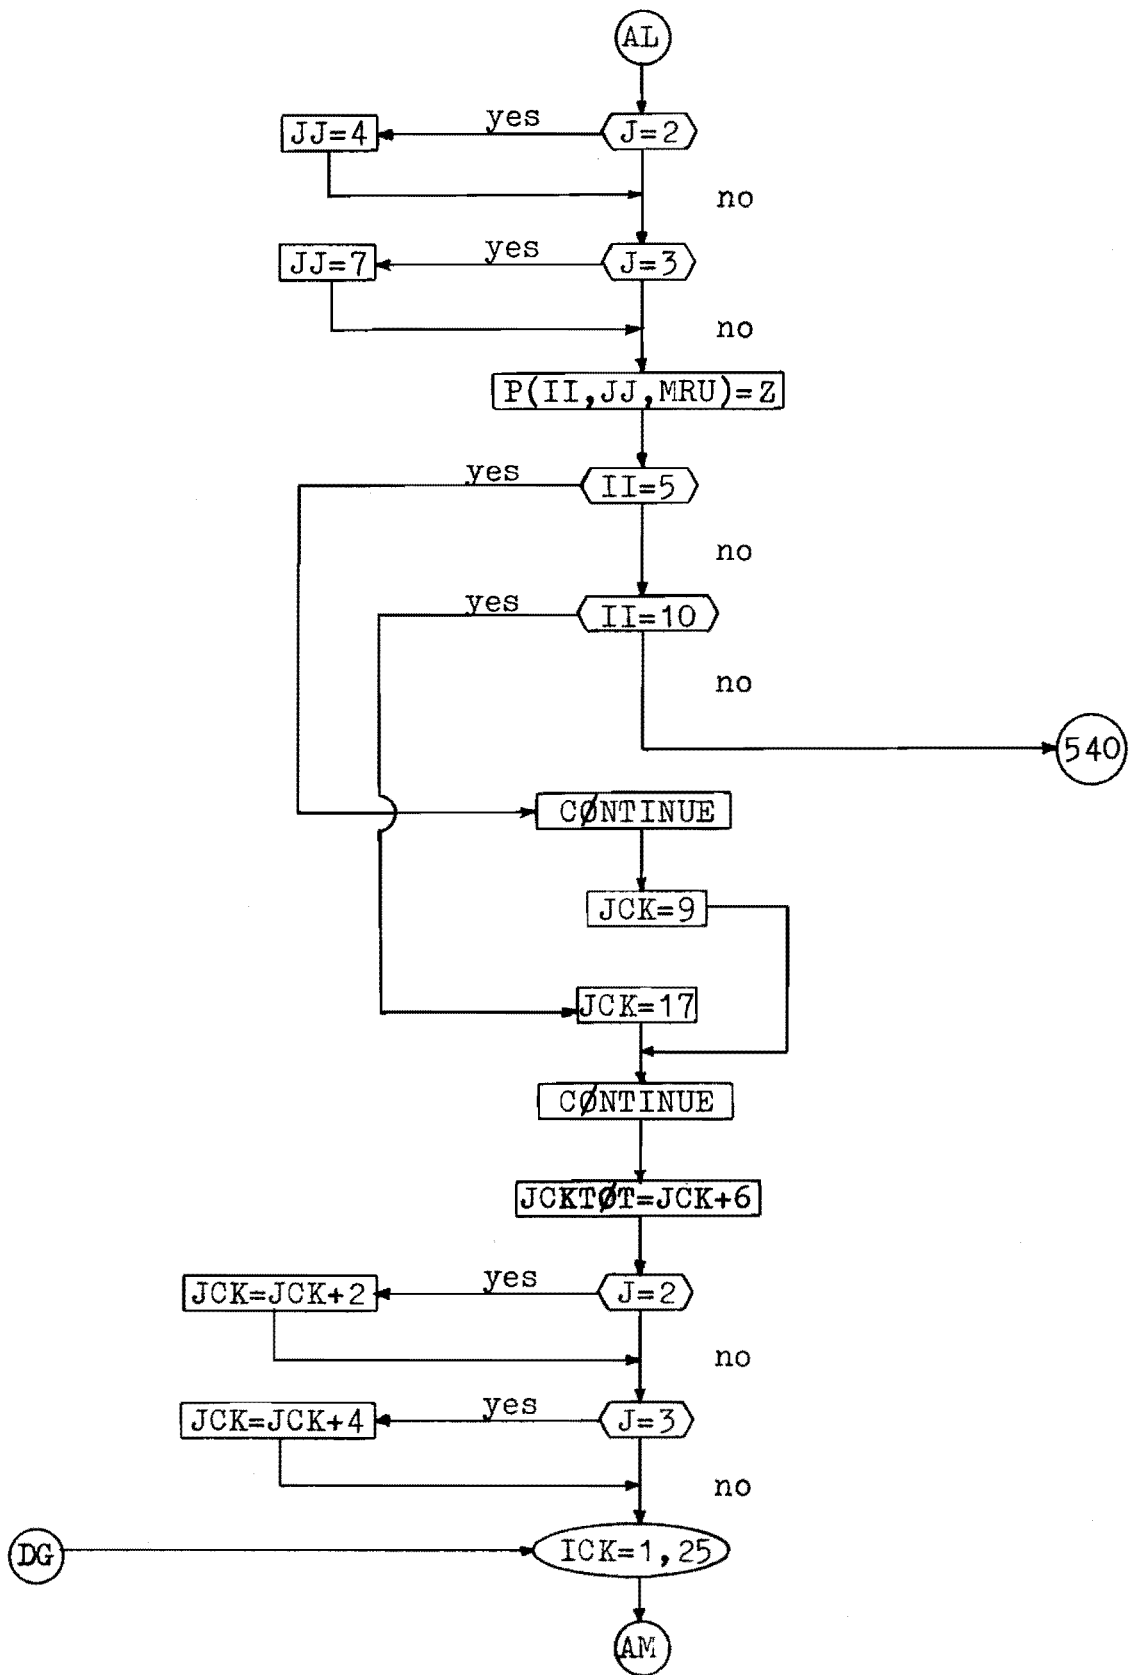 AL
yes
JJ=4
J=2
no
yes
JJ=7
J=3
no
P(II,JJ,MRU)=Z
yes
II=5
no
yes
II=10
no
540
CØNTINUE
JCK=9
JCK=17
CØNTINUE
JCKTØT=JCK+6
yes
JCK=JCK+2
J=2
no
yes
JCK=JCK+4
J=3
no
DG
ICK=1,25
AM